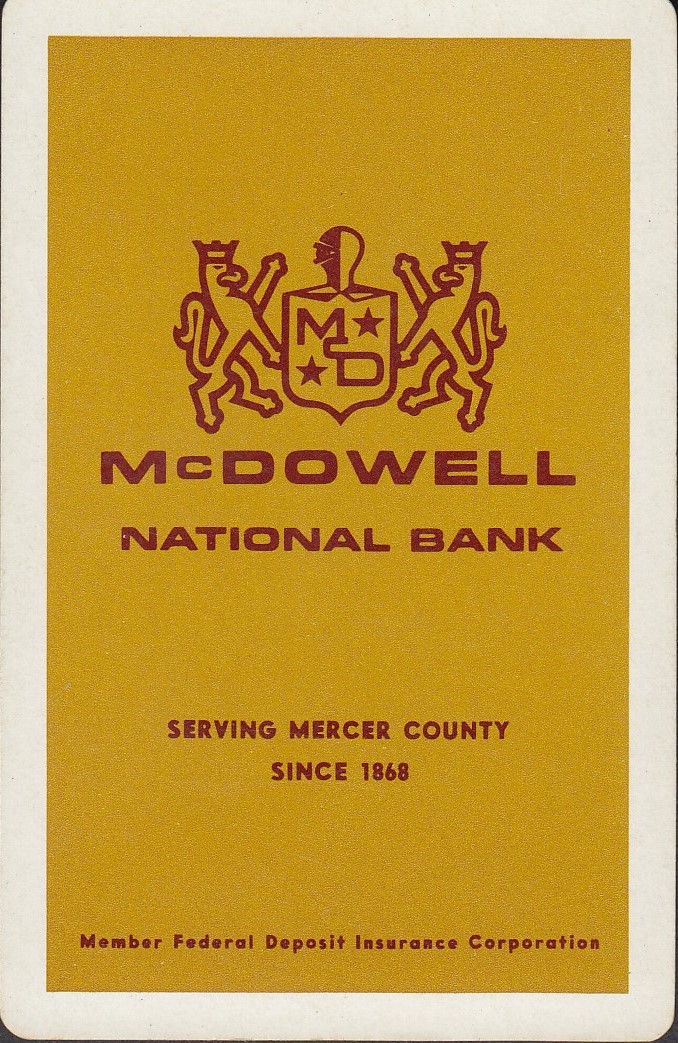 M
D
McDOWELL
NATIONAL BANK
SERVING MERCER COUNTY
SINCE 1868
Member Federal Deposit Insurance Corporation